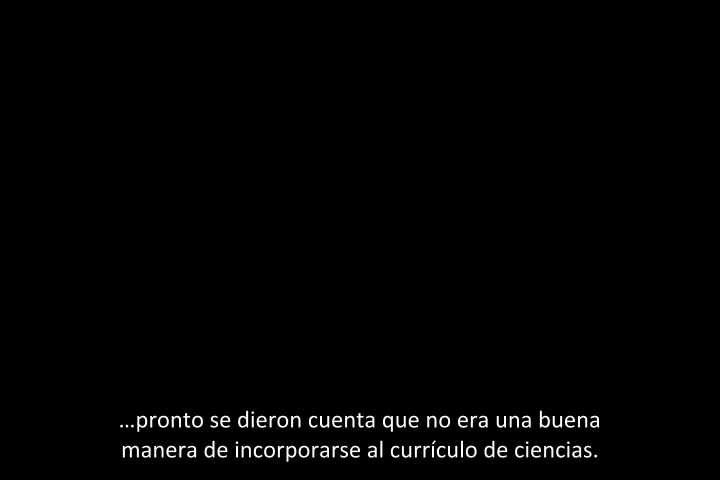 …pronto se dieron cuenta que no era una buena
manera de incorporarse al currículo de ciencias.